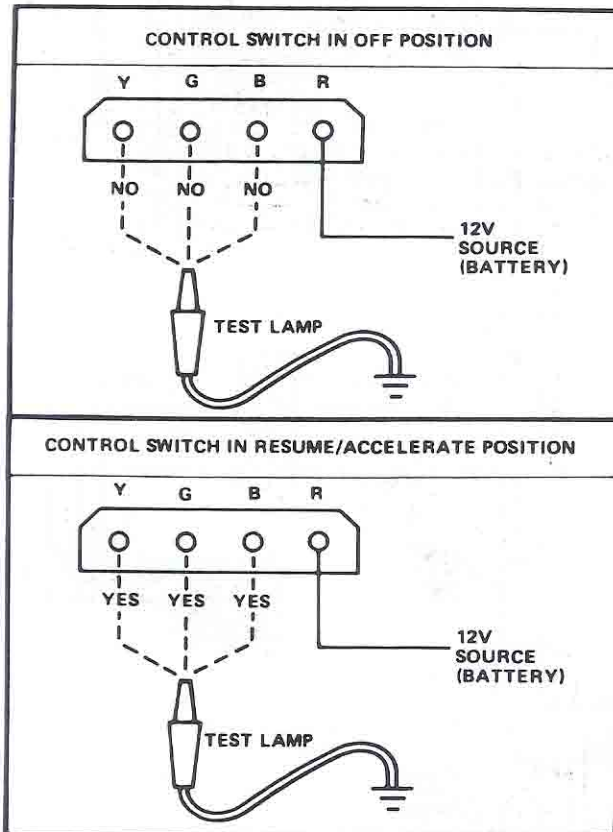 CONTROL SWITCH IN OFF POSITION
Y G B R
NO NO NO
12V
SOURCE
(BATTERY)
TEST LAMP
CONTROL SWITCH IN RESUME/ACCELERATE POSITION
Y G B R
YES YES YES
12V
SOURCE
(BATTERY)
TEST LAMP